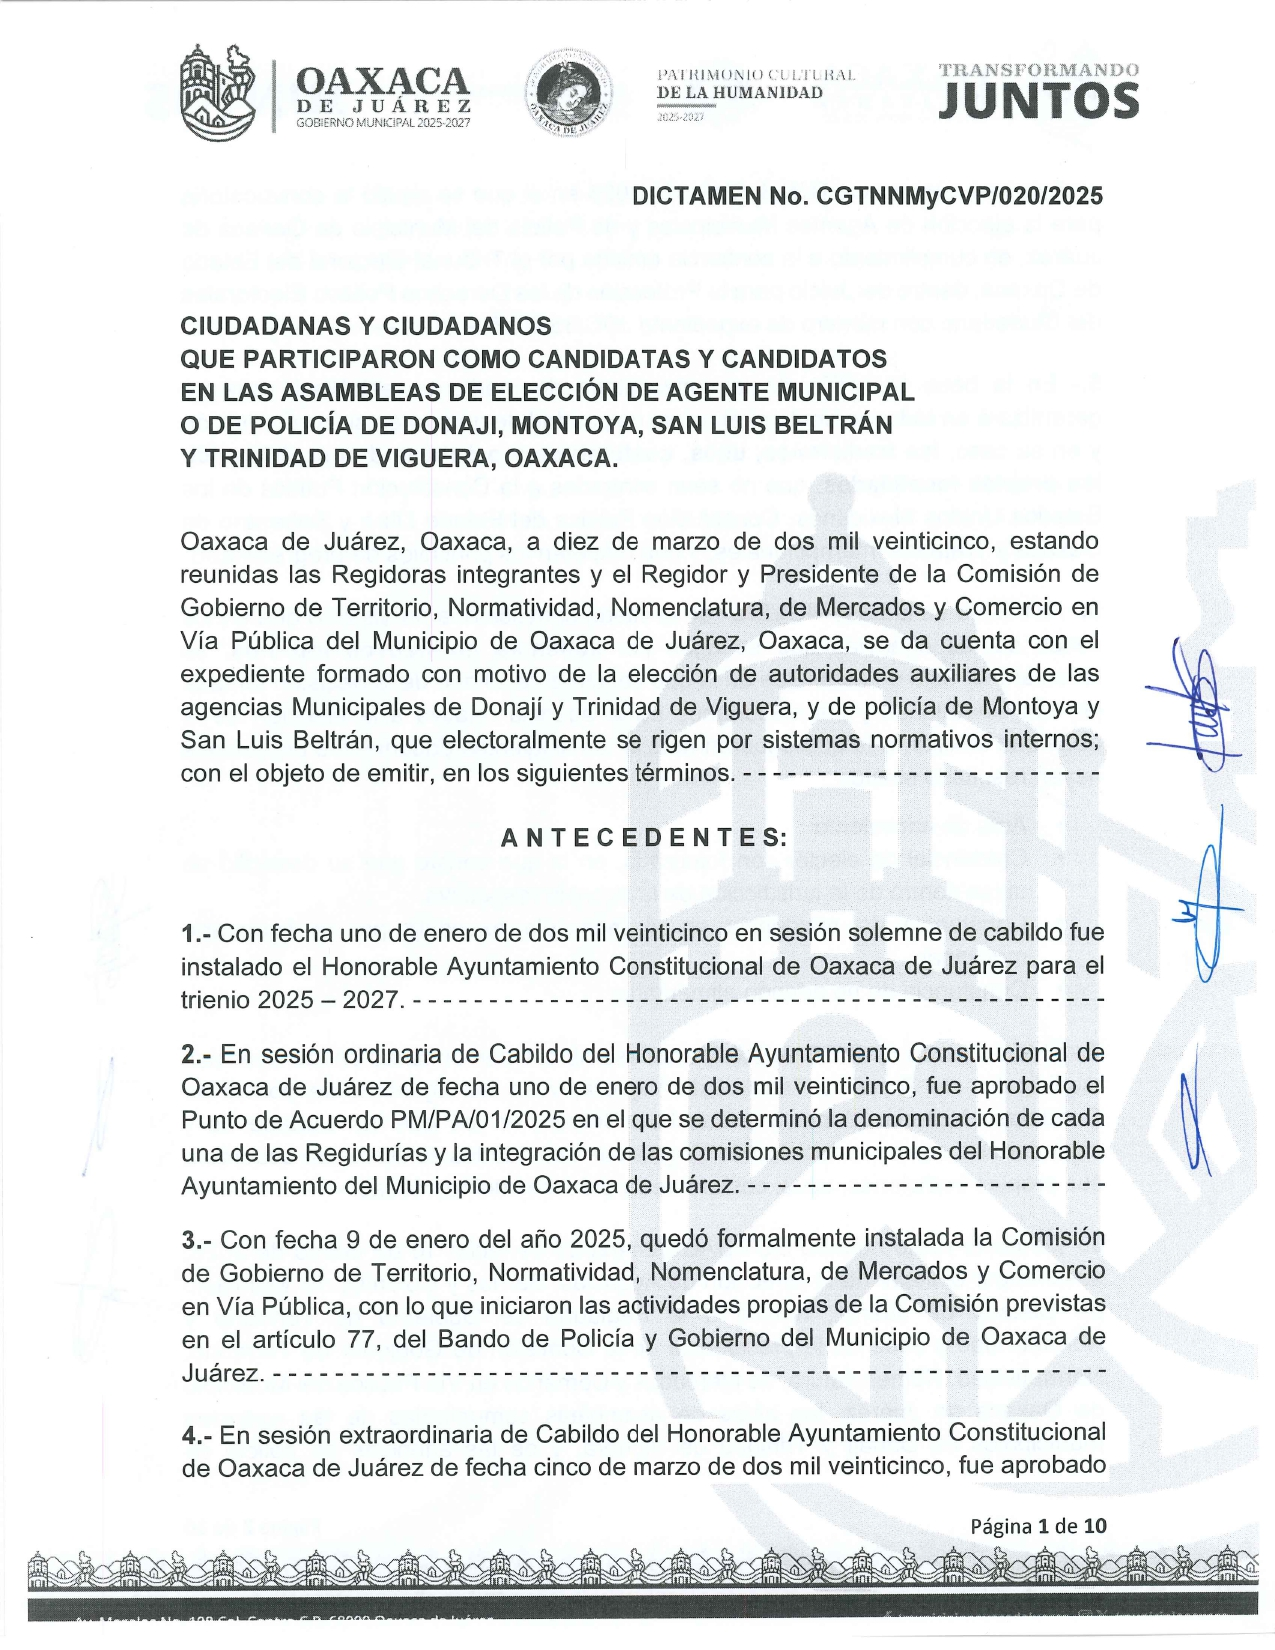 OAXACA
DE JUÁREZ
GOBIERNO MUNICIPAL 2025-2027
OAXACA DE JUÁREZ
PATRIMONIO CULTURAL
DE LA HUMANIDAD
2025-2027
TRANSFORMANDO
JUNTOS
DICTAMEN No. CGTNNMyCVP/020/2025
CIUDADANAS Y CIUDADANOS
QUE PARTICIPARON COMO CANDIDATAS Y CANDIDATOS
EN LAS ASAMBLEAS DE ELECCIÓN DE AGENTE MUNICIPAL
O DE POLICÍA DE DONAJI, MONTOYA, SAN LUIS BELTRÁN
Y TRINIDAD DE VIGUERA, OAXACA.
Oaxaca de Juárez, Oaxaca, a diez de marzo de dos mil veinticinco, estando
reunidas las Regidoras integrantes y el Regidor y Presidente de la Comisión de
Gobierno de Territorio, Normatividad, Nomenclatura, de Mercados y Comercio en
Vía Pública del Municipio de Oaxaca de Juárez, Oaxaca, se da cuenta con el
expediente formado con motivo de la elección de autoridades auxiliares de las
agencias Municipales de Donají y Trinidad de Viguera, y de policía de Montoya y
San Luis Beltrán, que electoralmente se rigen por sistemas normativos internos;
con el objeto de emitir, en los siguientes términos. - - - - - - - - - - - - - - - - - - - - - - - -
A N T E C E D E N T E S:
1.- Con fecha uno de enero de dos mil veinticinco en sesión solemne de cabildo fue
instalado el Honorable Ayuntamiento Constitucional de Oaxaca de Juárez para el
trienio 2025 – 2027. - - - - - - - - - - - - - - - - - - - - - - - - - - - - - - - - - - - - - - - - - - - - - -
2.- En sesión ordinaria de Cabildo del Honorable Ayuntamiento Constitucional de
Oaxaca de Juárez de fecha uno de enero de dos mil veinticinco, fue aprobado el
Punto de Acuerdo PM/PA/01/2025 en el que se determinó la denominación de cada
una de las Regidurías y la integración de las comisiones municipales del Honorable
Ayuntamiento del Municipio de Oaxaca de Juárez. - - - - - - - - - - - - - - - - - - - - - - - -
3.- Con fecha 9 de enero del año 2025, quedó formalmente instalada la Comisión
de Gobierno de Territorio, Normatividad, Nomenclatura, de Mercados y Comercio
en Vía Pública, con lo que iniciaron las actividades propias de la Comisión previstas
en el artículo 77, del Bando de Policía y Gobierno del Municipio de Oaxaca de
Juárez. - - - - - - - - - - - - - - - - - - - - - - - - - - - - - - - - - - - - - - - - - - - - - - - - - - - - - - - -
4.- En sesión extraordinaria de Cabildo del Honorable Ayuntamiento Constitucional
de Oaxaca de Juárez de fecha cinco de marzo de dos mil veinticinco, fue aprobado
Página 1 de 10